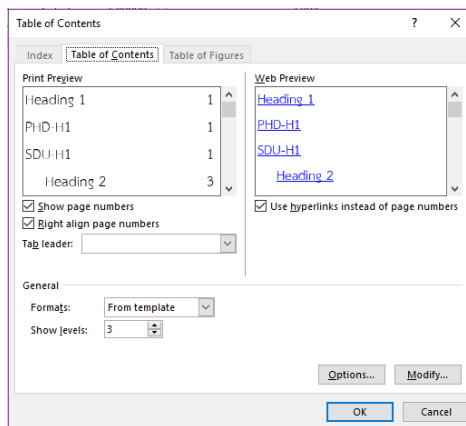 Table of Contents ? ×
Index Table of Contents Table of Figures
Print Preview
Heading 1 1
PHD-H1 1
SDU-H1 1
Heading 2 3
Show page numbers
Right align page numbers
Tab leader:
Web Preview
Heading 1
PHD-H1
SDU-H1
Heading 2
Use hyperlinks instead of page numbers
General
Formats: From template
Show levels: 3
Options... Modify...
OK Cancel